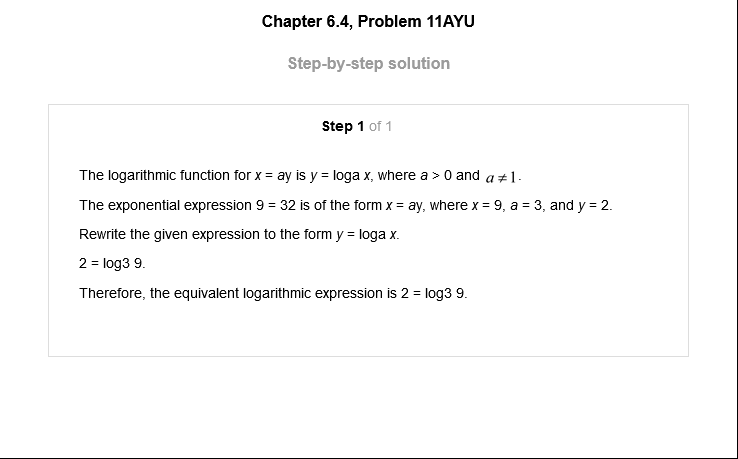 Chapter 6.4, Problem 11AYU
Step-by-step solution
Step 1 of 1
The logarithmic function for x = ay is y = loga x, where a > 0 and a ≠ 1.
The exponential expression 9 = 32 is of the form x = ay, where x = 9, a = 3, and y = 2.
Rewrite the given expression to the form y = loga x.
2 = log3 9.
Therefore, the equivalent logarithmic expression is 2 = log3 9.